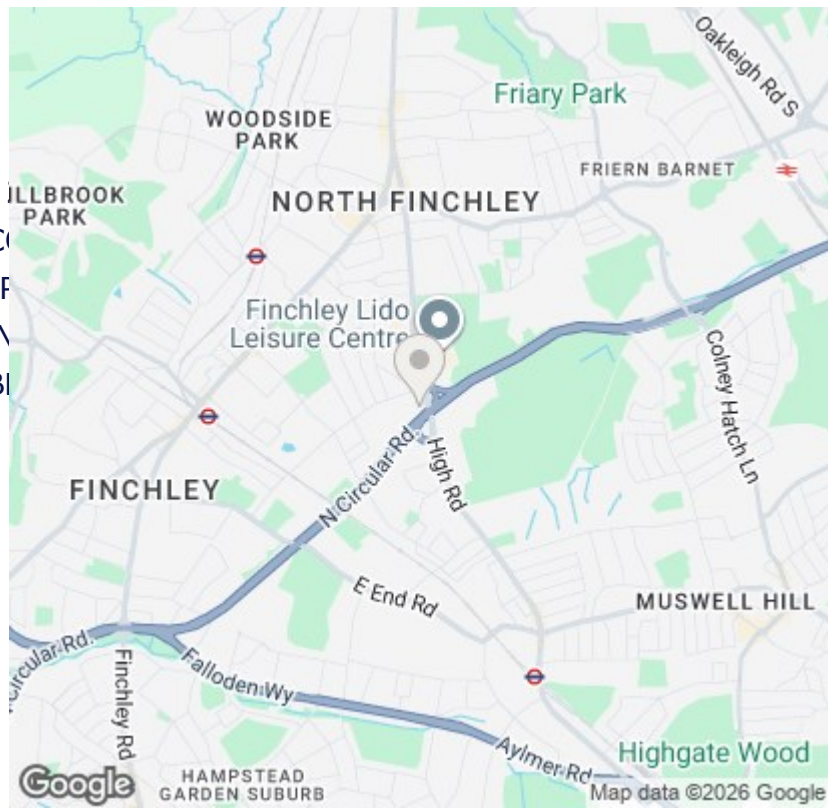 Oakleigh Rd S
Friary Park
WOODSIDE
PARK
FRIERN BARNET
NORTH FINCHLEY
PARK
Finchley Lido
Leisure Centre
Colney Hatch Ln
N Circular Rd.
High Rd
FINCHLEY
E End Rd
MUSWELL HILL
Circular Rd.
Finchley Rd
Falloden Wy
Aylmer Rd
Highgate Wood
HAMPSTEAD
GARDEN SUBURB
Google
Map data ©2026 Google